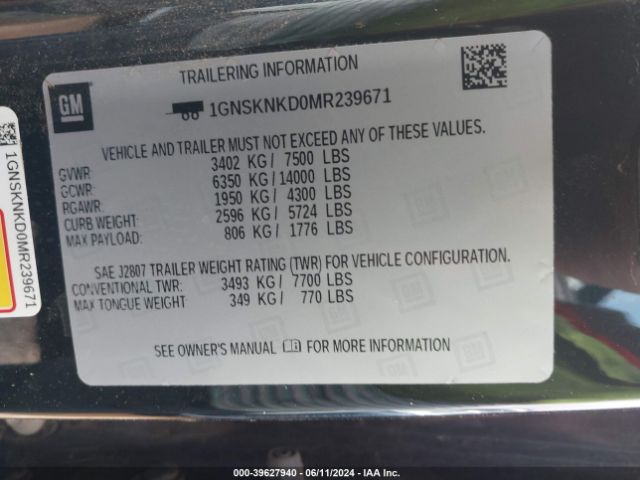 GM
TRAILERING INFORMATION
1GNSKNKD0MR239671
VEHICLE AND TRAILER MUST NOT EXCEED ANY OF THESE VALUES.
GVWR: 3402 KG/ 7500 LBS
GCWR: 6350 KG/ 14000 LBS
RGAWR: 1950 KG/ 4300 LBS
CURB WEIGHT: 2596 KG/ 5724 LBS
MAX PAYLOAD: 806 KG/ 1776 LBS
SAE J2807 TRAILER WEIGHT RATING (TWR) FOR VEHICLE CONFIGURATION.
CONVENTIONAL TWR: 3493 KG/ 7700 LBS
MAX TONGUE WEIGHT: 349 KG/ 770 LBS
SEE OWNER'S MANUAL FOR MORE INFORMATION
1GNSKNKD0MR239671
000-39627940 - 06/11/2024 - IAA Inc.